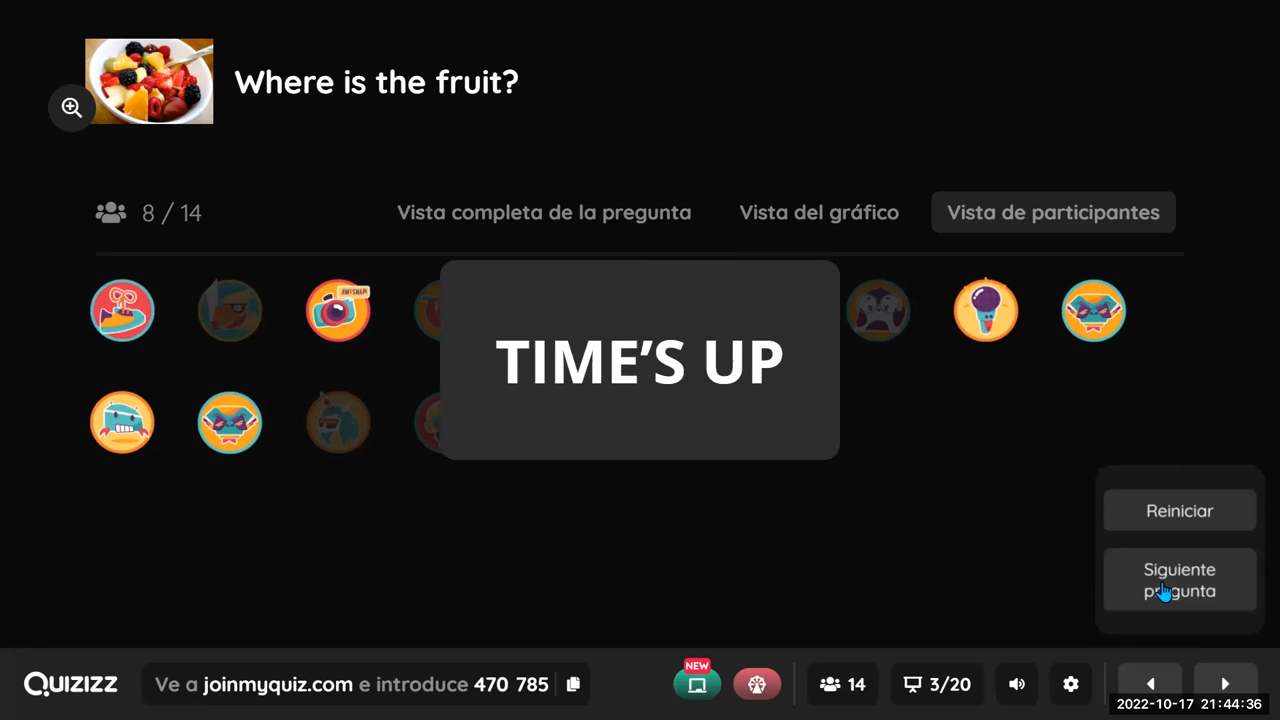 Where is the fruit?
8 / 14
Vista completa de la pregunta
Vista del gráfico
Vista de participantes
AW! SNAP!
TIME'S UP
Reiniciar
Siguiente
pregunta
NEW
QUIZIZZ
Ve a joinmyquiz.com e introduce 470 785
14
3/20
2022-10-17 21:44:36